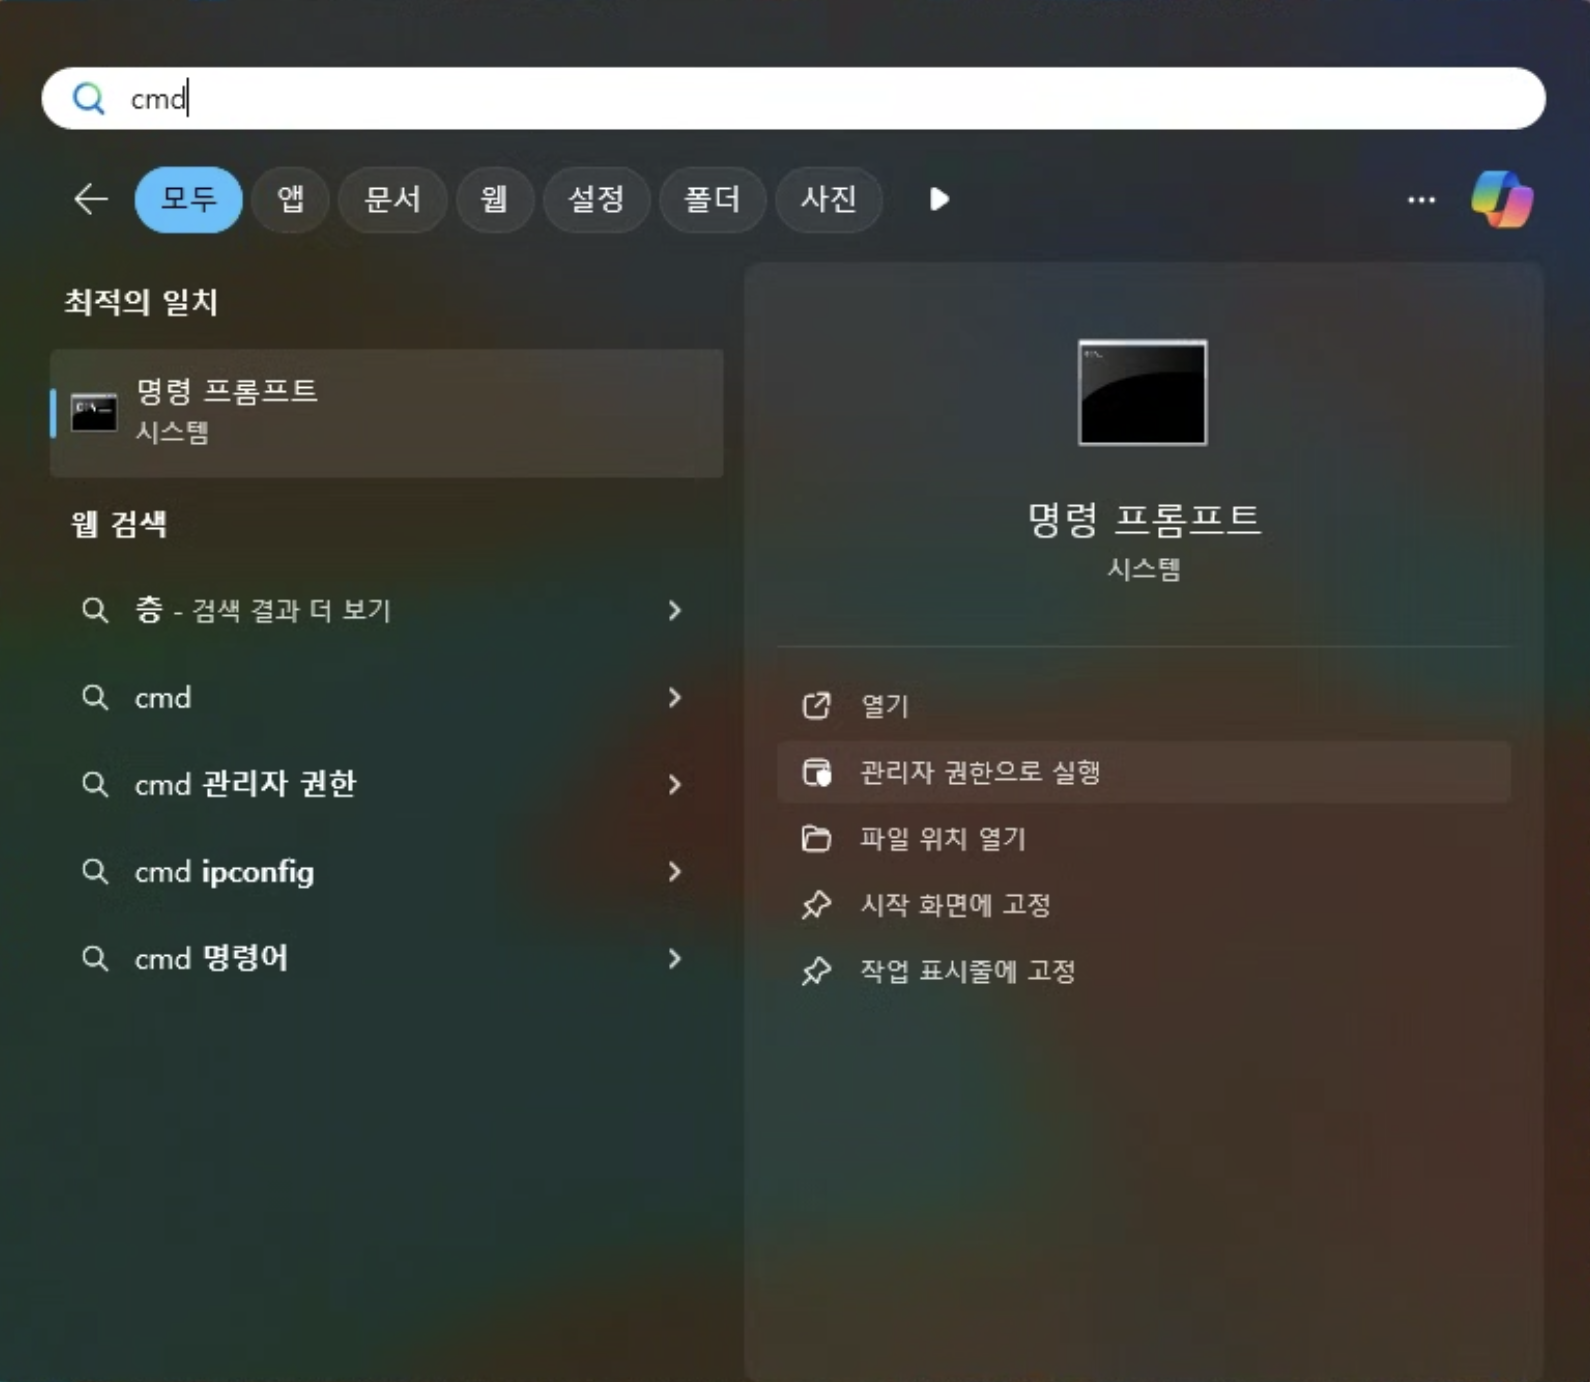 cmd
모두 앱 문서 웹 설정 폴더 사진
최적의 일치
명령 프롬프트
시스템
웹 검색
층 - 검색 결과 더 보기
cmd
cmd 관리자 권한
cmd ipconfig
cmd 명령어
명령 프롬프트
시스템
열기
관리자 권한으로 실행
파일 위치 열기
시작 화면에 고정
작업 표시줄에 고정